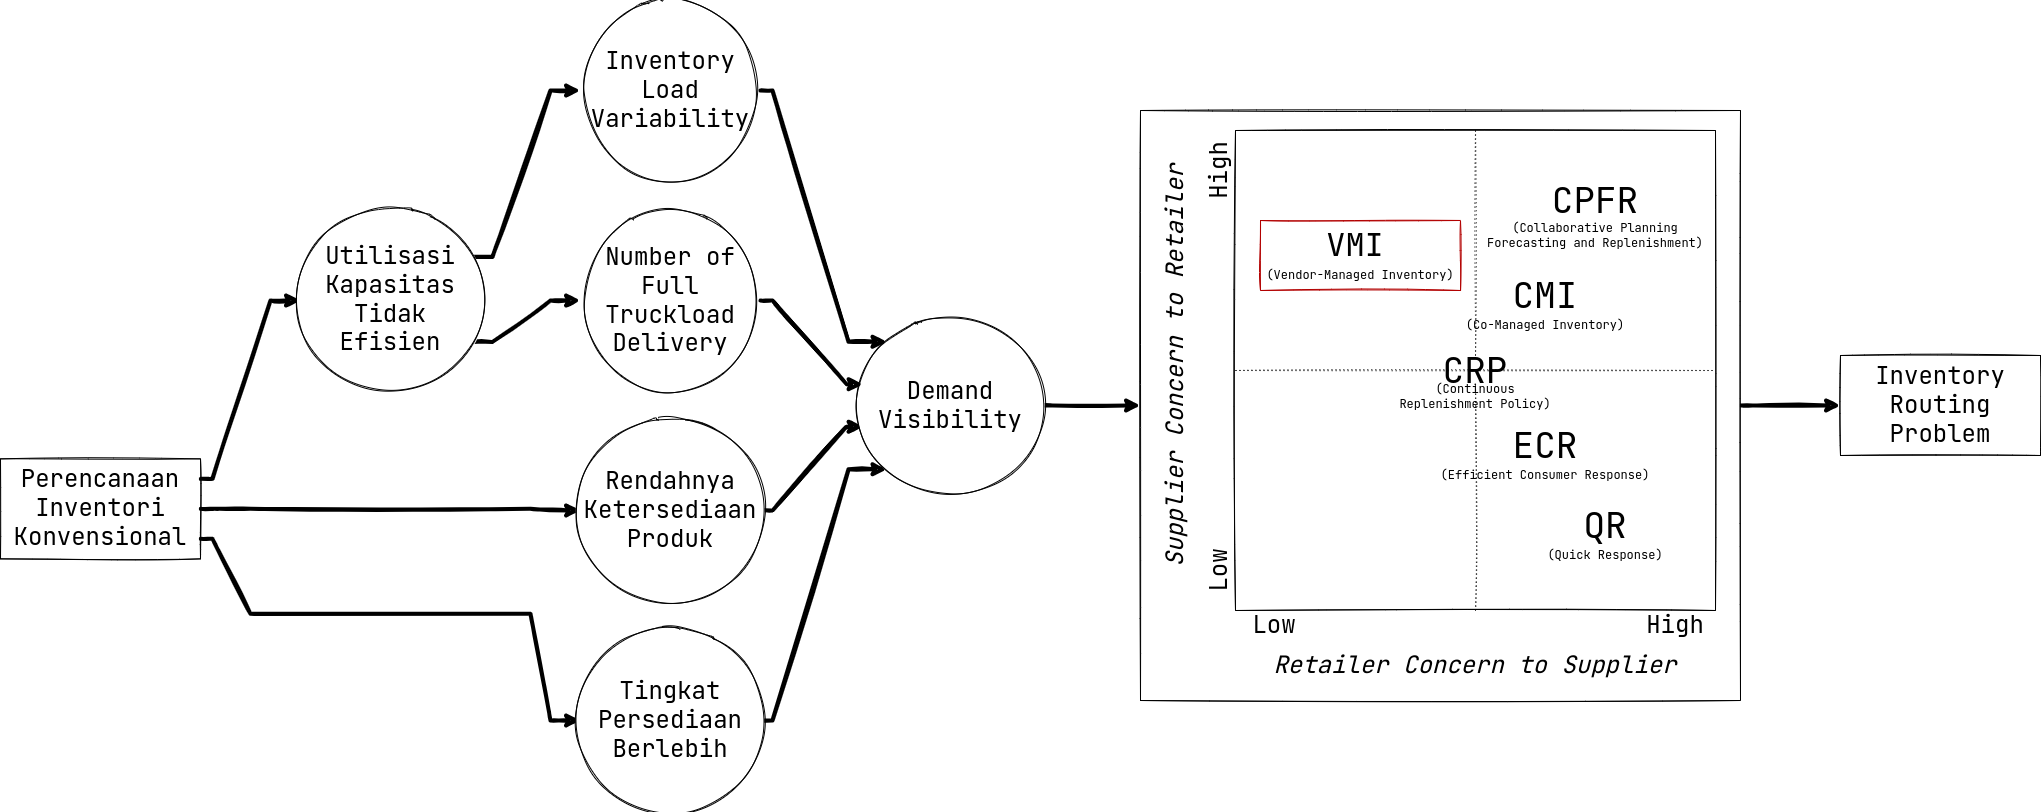 Inventory
Load
Variability
Utilisasi
Kapasitas
Tidak
Efisien
Number of
Full
Truckload
Delivery
Perencanaan
Inventori
Konvensional
Rendahnya
Ketersediaan
Produk
Tingkat
Persediaan
Berlebih
Demand
Visibility
Supplier Concern to Retailer
High
Low
VMI
(Vendor-Managed Inventory)
CPFR
(Collaborative Planning
Forecasting and Replenishment)
CMI
(Co-Managed Inventory)
CRP
(Continuous
Replenishment Policy)
ECR
(Efficient Consumer Response)
QR
(Quick Response)
Low
High
Retailer Concern to Supplier
Inventory
Routing
Problem